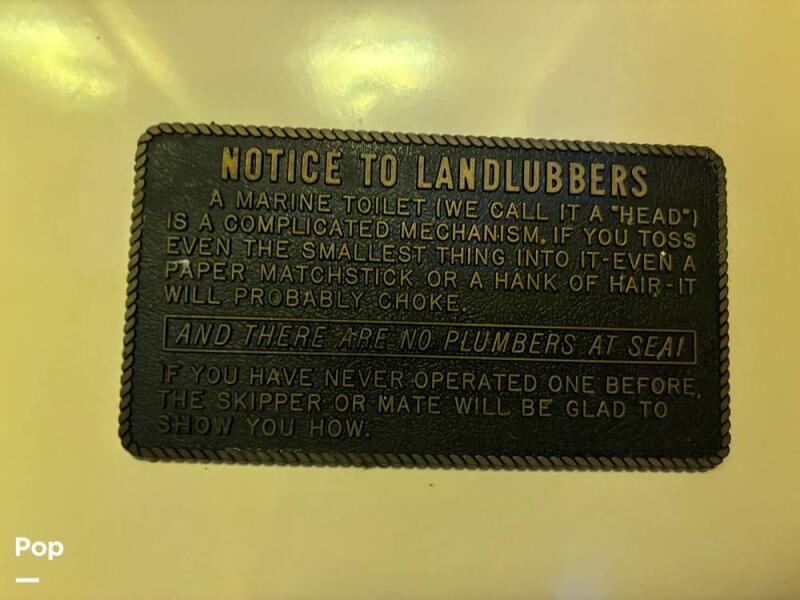 NOTICE TO LANDLUBBERS
A MARINE TOILET (WE CALL IT A "HEAD")
IS A COMPLICATED MECHANISM. IF YOU TOSS
EVEN THE SMALLEST THING INTO IT-EVEN A
PAPER MATCHSTICK OR A HANK OF HAIR-IT
WILL PROBABLY CHOKE.
AND THERE ARE NO PLUMBERS AT SEA!
IF YOU HAVE NEVER OPERATED ONE BEFORE,
THE SKIPPER OR MATE WILL BE GLAD TO
SHOW YOU HOW.
Pop